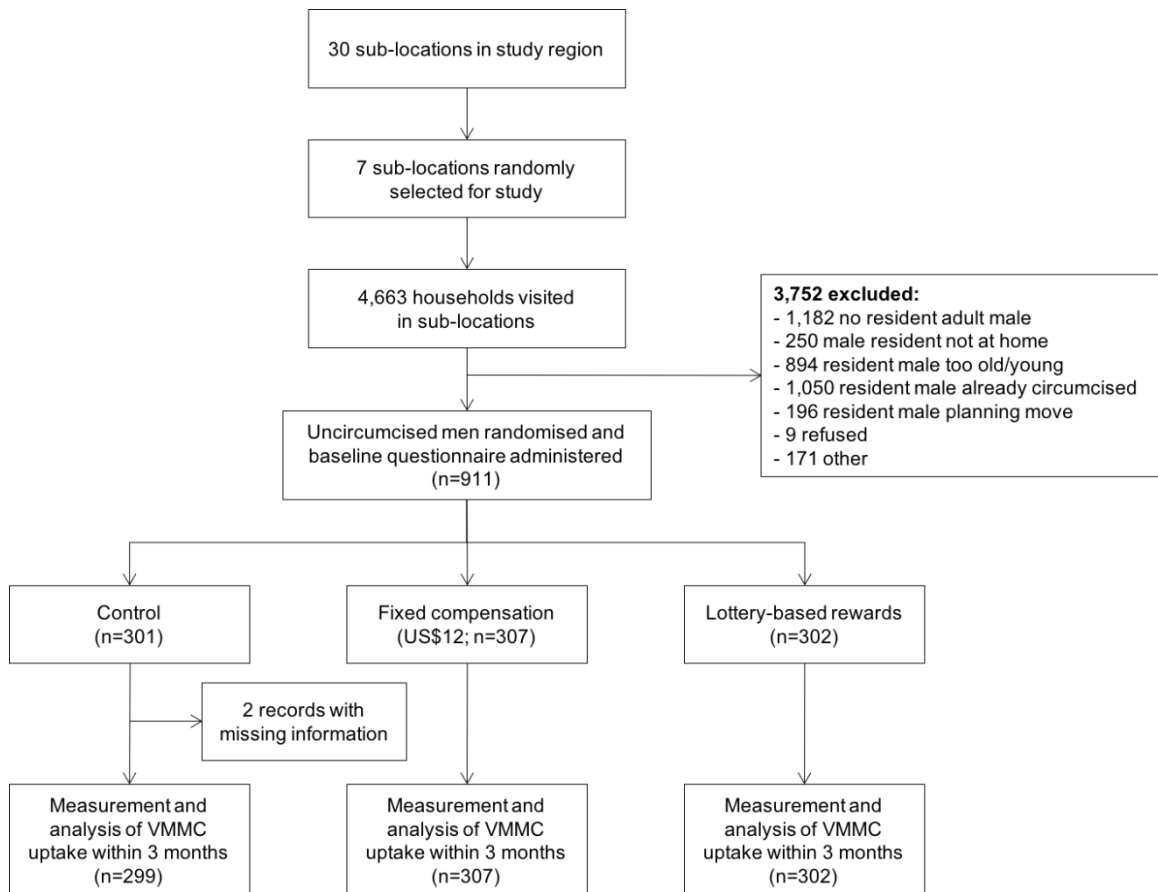 30 sub-locations in study region
7 sub-locations randomly
selected for study
4,663 households visited
in sub-locations
3,752 excluded:
- 1,182 no resident adult male
- 250 male resident not at home
- 894 resident male too old/young
- 1,050 resident male already circumcised
- 196 resident male planning move
- 9 refused
- 171 other
Uncircumcised men randomised and
baseline questionnaire administered
(n=911)
Control
(n=301)
Fixed compensation
(US$12; n=307)
Lottery-based rewards
(n=302)
2 records with
missing information
Measurement and
analysis of VMMC
uptake within 3 months
(n=299)
Measurement and
analysis of VMMC
uptake within 3 months
(n=307)
Measurement and
analysis of VMMC
uptake within 3 months
(n=302)